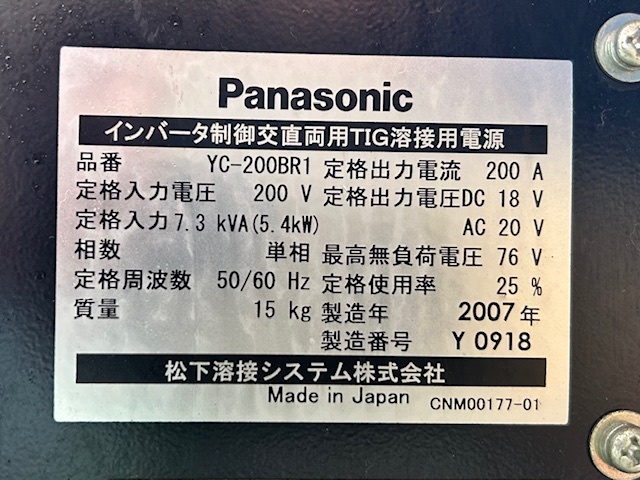 Panasonic
インバータ制御交直両用TIG溶接用電源
品番 YC-200BR1 定格出力電流 200 A
定格入力電圧 200 V 定格出力電圧DC 18 V
定格入力 7.3 kVA(5.4kW) AC 20 V
相数 単相 最高無負荷電圧 76 V
定格周波数 50/60 Hz 定格使用率 25 %
質量 15 kg 製造年 2007年
製造番号 Y 0918
松下溶接システム株式会社
Made in Japan CNM00177-01